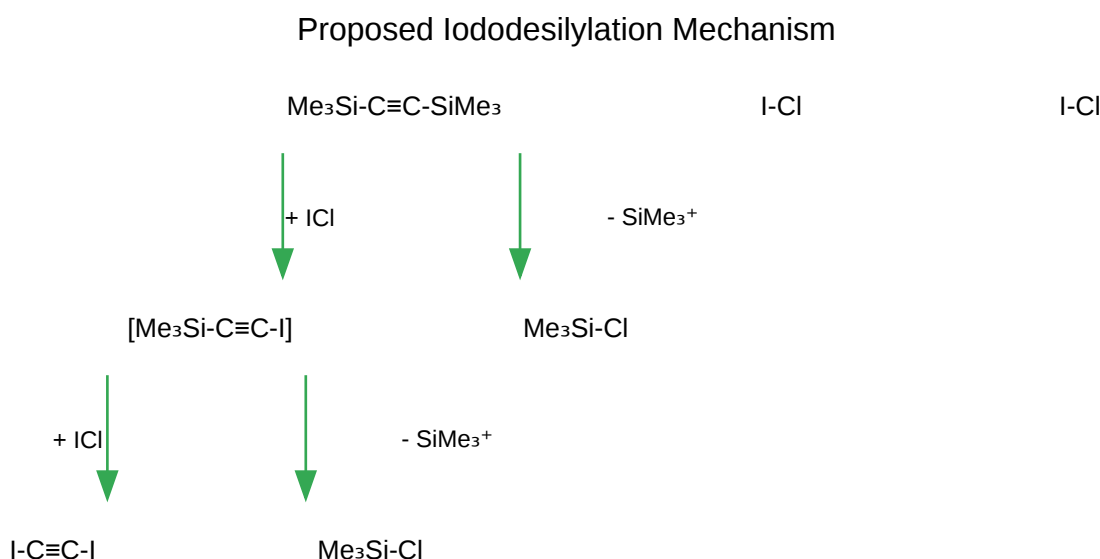 Proposed Iododesilylation Mechanism
Me₃Si-C≡C-SiMe₃ I-Cl I-Cl
+ ICl - SiMe₃⁺
[Me₃Si-C≡C-I] Me₃Si-Cl
+ ICl - SiMe₃⁺
I-C≡C-I Me₃Si-Cl